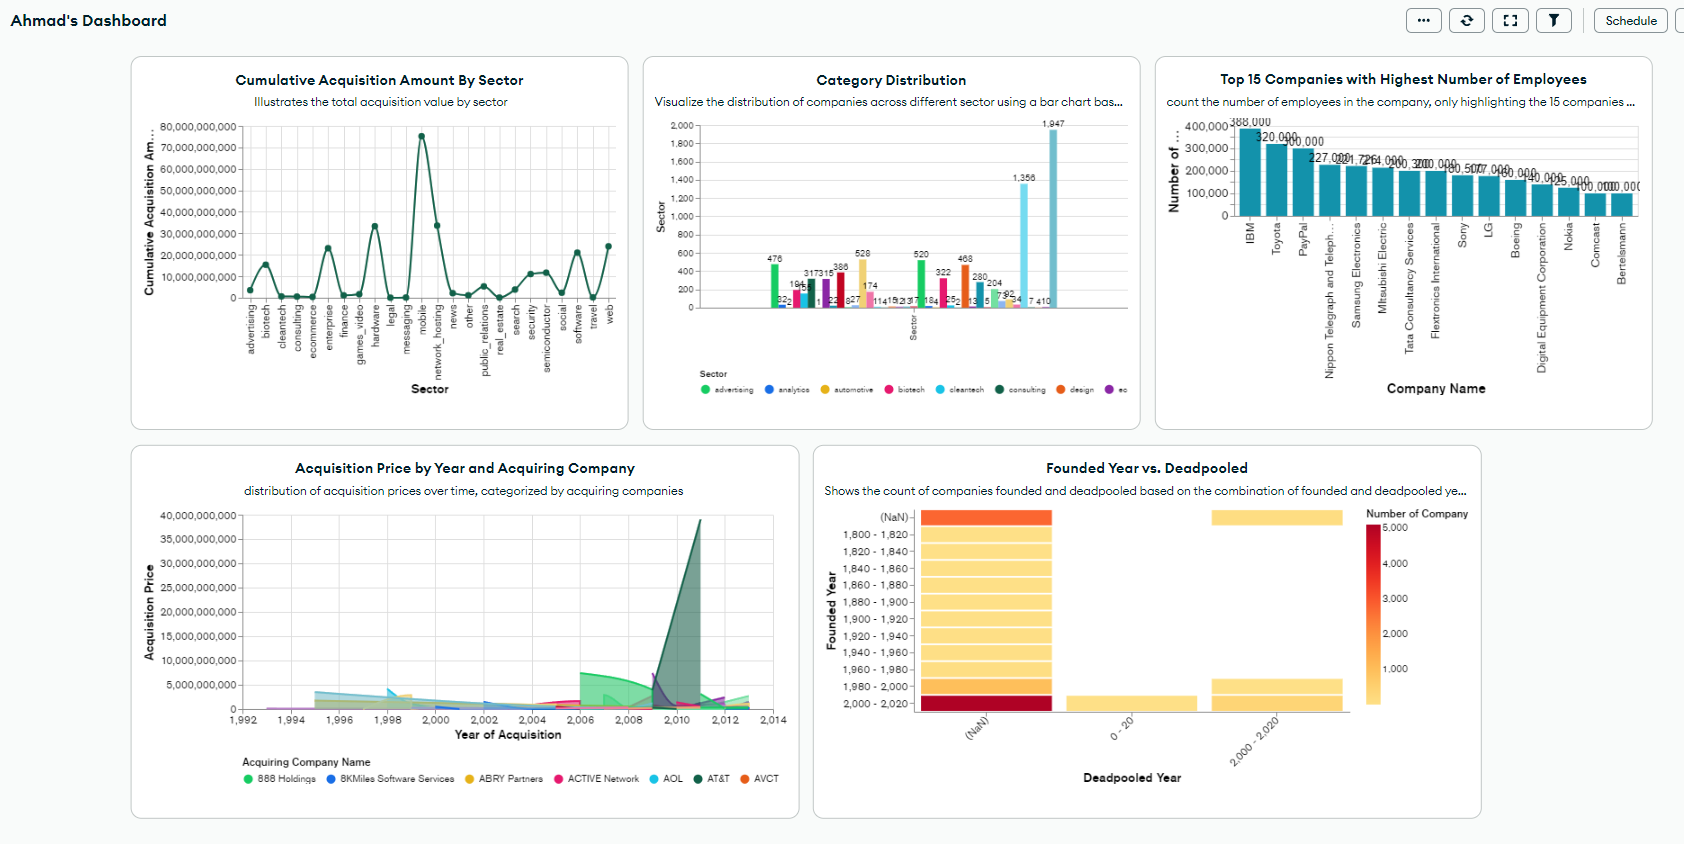 Ahmad's Dashboard
Schedule
Cumulative Acquisition Amount By Sector
Illustrates the total acquisition value by sector
Cumulative Acquisition Am...
80,000,000,000
70,000,000,000
60,000,000,000
50,000,000,000
40,000,000,000
30,000,000,000
20,000,000,000
10,000,000,000
0
advertising
biotech
cleantech
consulting
ecommerce
enterprise
finance
games_video
hardware
legal
messaging
mobile
network_hosting
news
other
public_relations
real_estate
search
security
semiconductor
social
software
travel
web
Sector
Category Distribution
Visualize the distribution of companies across different sector using a bar chart bas...
Sector
2,000
1,800
1,600
1,400
1,200
1,000
800
600
400
200
0
476
317
315
386
528
174
520
322
468
280
204
1,356
1,947
Sector
Sector
advertising analytics automotive biotech cleantech consulting design ec
Top 15 Companies with Highest Number of Employees
count the number of employees in the company, only highlighting the 15 companies ...
Number of ...
400,000
300,000
200,000
100,000
0
388,000
320,000
300,000
227,000
221,726
214,000
200,300
200,000
180,500
177,000
160,000
140,000
125,000
100,000
100,000
IBM
Toyota
PayPal
Nippon Telegraph and Teleph...
Samsung Electronics
Mitsubishi Electric
Tata Consultancy Services
Flextronics International
Sony
LG
Boeing
Digital Equipment Corporation
Nokia
Comcast
Bertelsmann
Company Name
Acquisition Price by Year and Acquiring Company
distribution of acquisition prices over time, categorized by acquiring companies
Acquisition Price
40,000,000,000
35,000,000,000
30,000,000,000
25,000,000,000
20,000,000,000
15,000,000,000
10,000,000,000
5,000,000,000
0
1,992 1,994 1,996 1,998 2,000 2,002 2,004 2,006 2,008 2,010 2,012 2,014
Year of Acquisition
Acquiring Company Name
888 Holdings 8KMiles Software Services ABRY Partners ACTIVE Network AOL AT&T AVCT
Founded Year vs. Deadpooled
Shows the count of companies founded and deadpooled based on the combination of founded and deadpooled ye...
Founded Year
(NaN)
1,800 - 1,820
1,820 - 1,840
1,840 - 1,860
1,860 - 1,880
1,880 - 1,900
1,900 - 1,920
1,920 - 1,940
1,940 - 1,960
1,960 - 1,980
1,980 - 2,000
2,000 - 2,020
(NaN)
0 - 20
2,000 - 2,020
Deadpooled Year
Number of Company
5,000
4,000
3,000
2,000
1,000